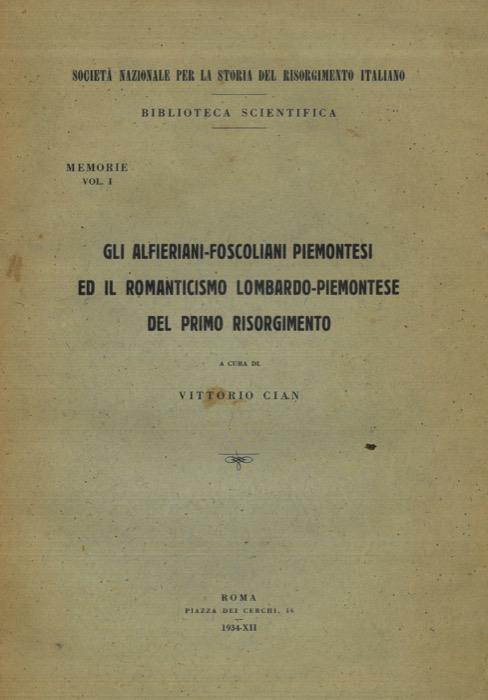 SOCIETÀ NAZIONALE PER LA STORIA DEL RISORGIMENTO ITALIANO
BIBLIOTECA SCIENTIFICA
MEMORIE
VOL. I
GLI ALFIERIANI-FOSCOLIANI PIEMONTESI
ED IL ROMANTICISMO LOMBARDO-PIEMONTESE
DEL PRIMO RISORGIMENTO
A CURA DI
VITTORIO CIAN
ROMA
PIAZZA DEI CERCHI, 16
1934-XII